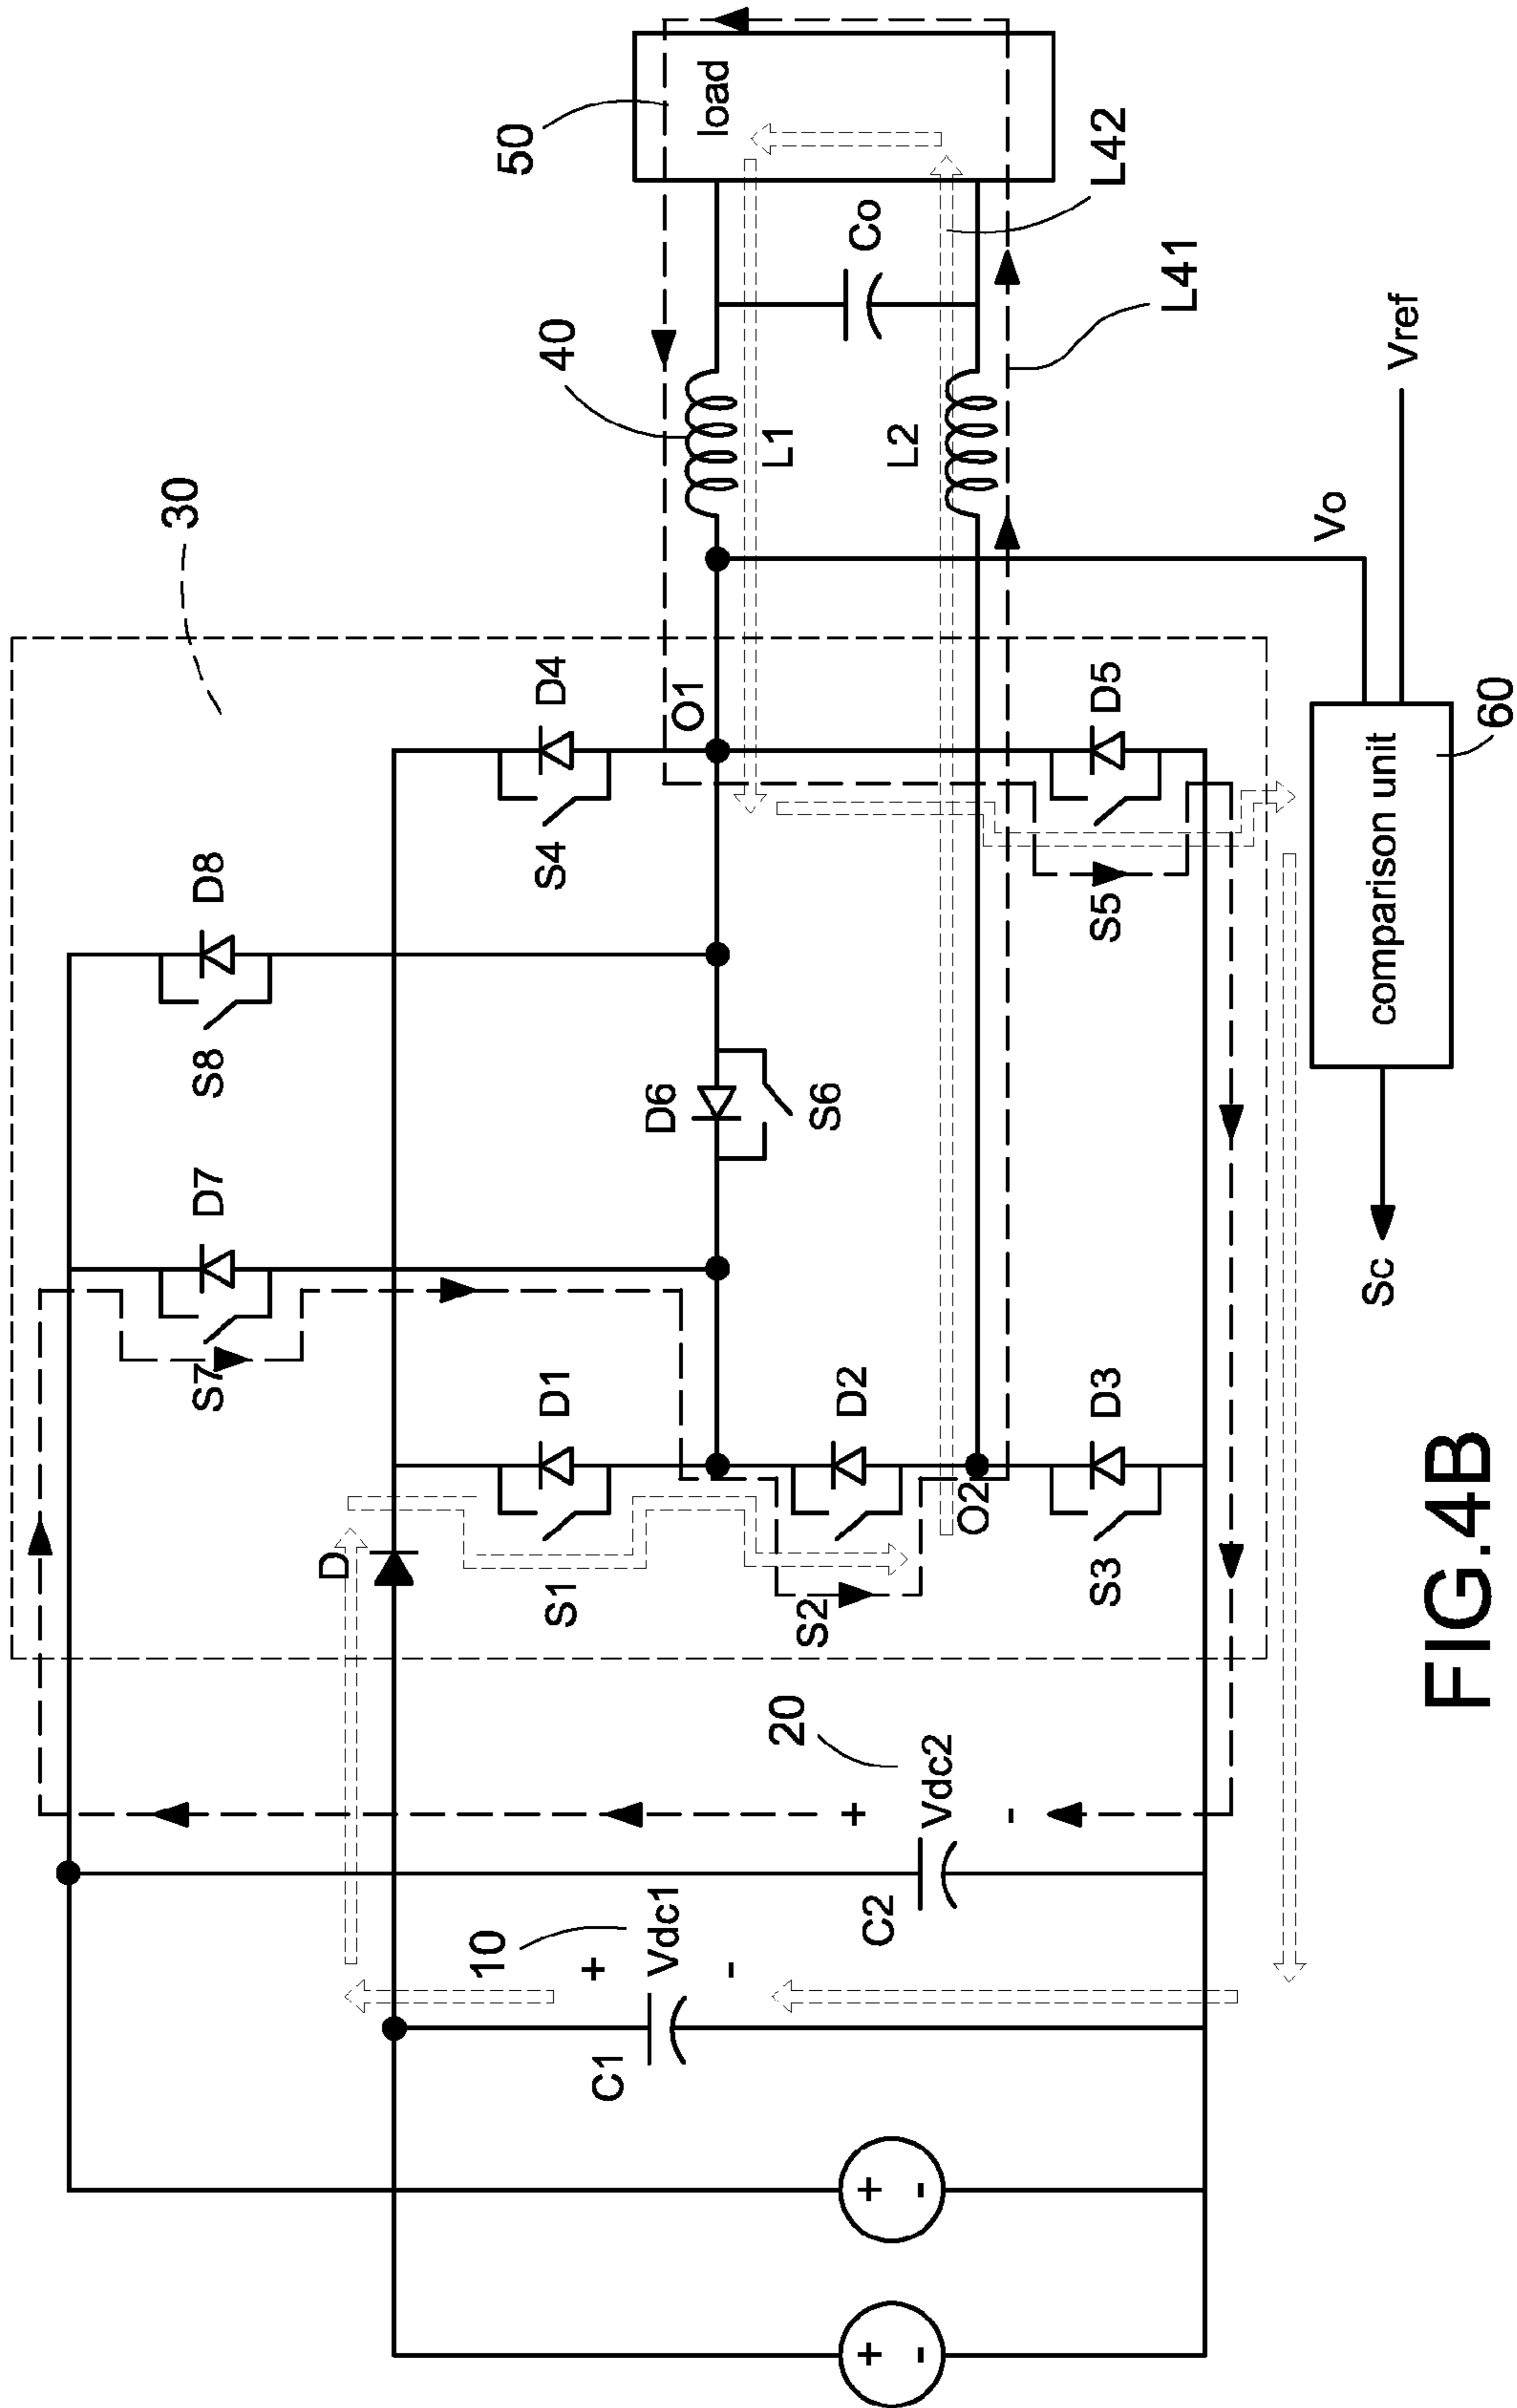 50
load
40
30
L42
L1
L2
Co
L41
Vref
Vo
O1
D4
S4
D5
S5
60
comparison unit
Sc
D8
S8
D7
S7
D6
S6
D1
S1
D2
S2
O2
D3
S3
D
20
+
Vdc2
-
C2
10
+
Vdc1
-
C1
+
-
+
-
FIG.4B